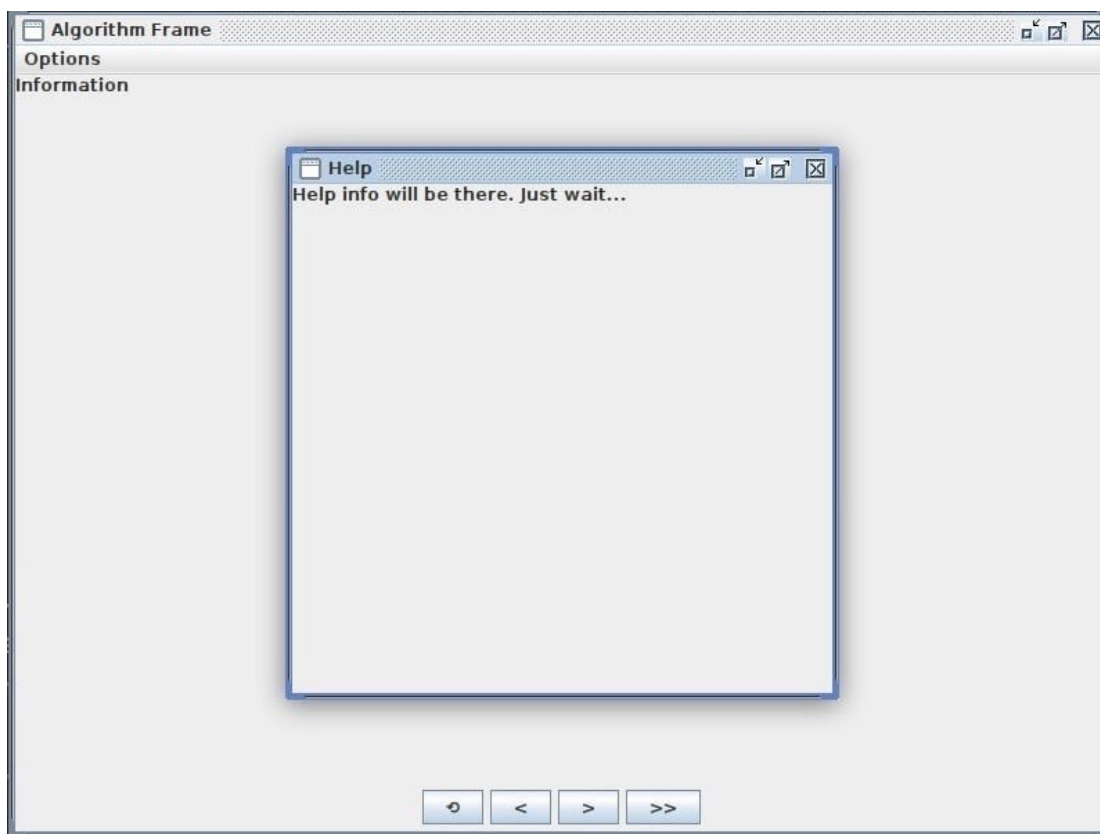 Algorithm Frame
Options
Information
Help
Help info will be there. Just wait...
⟲ < > >>